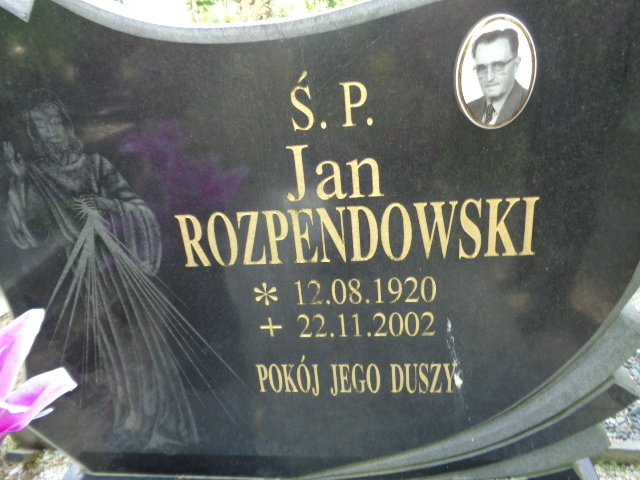 Ś. P.
Jan
ROZPENDOWSKI
* 12.08.1920
+ 22.11.2002
POKÓJ JEGO DUSZY